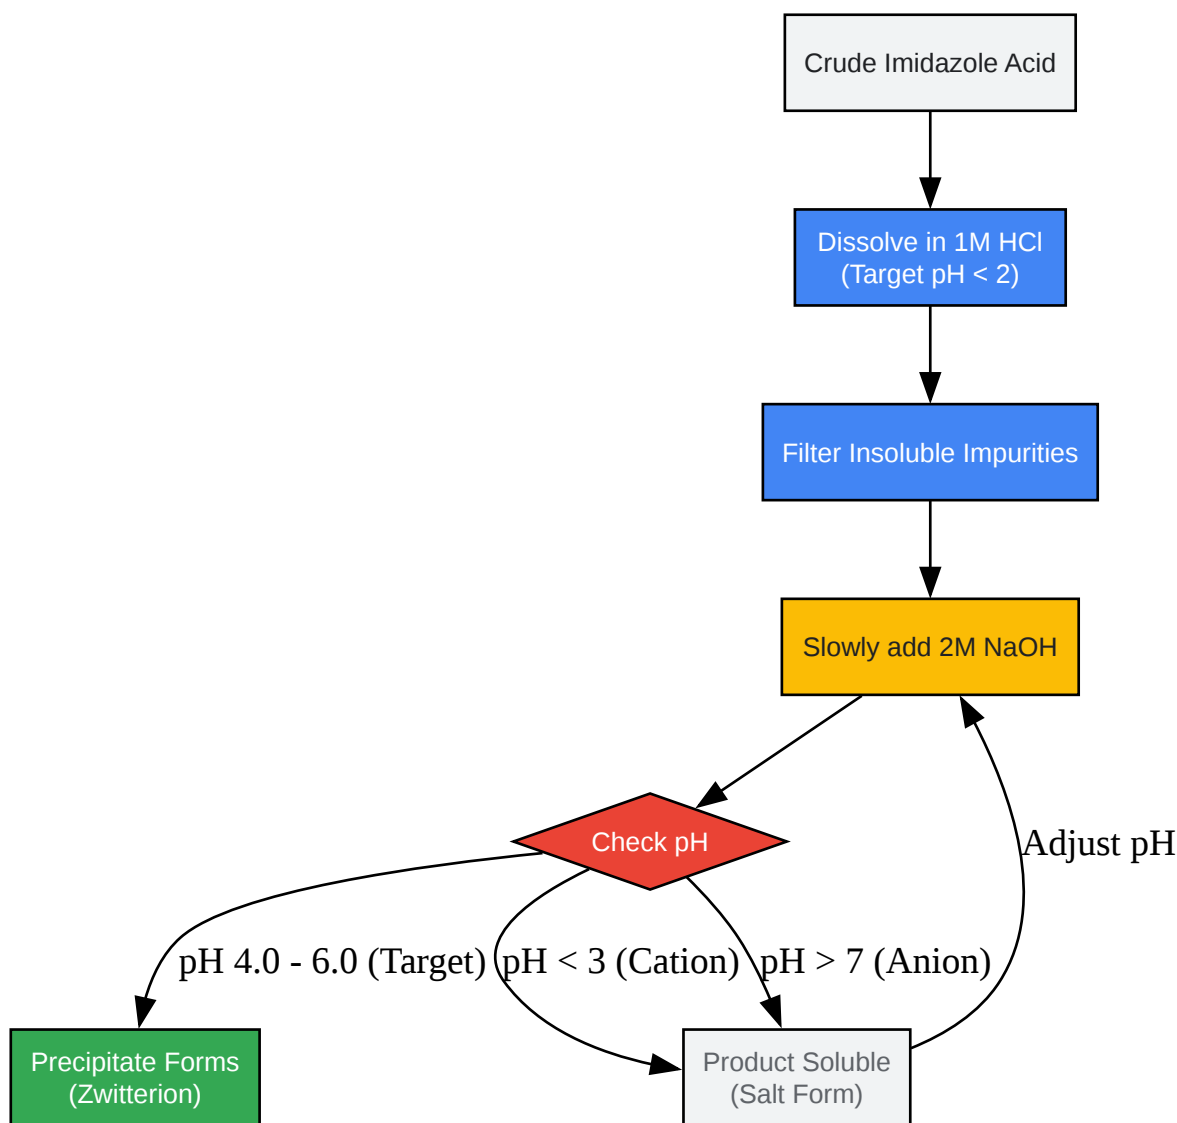 Crude Imidazole Acid
Dissolve in 1M HCl
(Target pH < 2)
Filter Insoluble Impurities
Slowly add 2M NaOH
Check pH
Adjust pH
pH 4.0 - 6.0 (Target)
pH < 3 (Cation)
pH > 7 (Anion)
Precipitate Forms
(Zwitterion)
Product Soluble
(Salt Form)